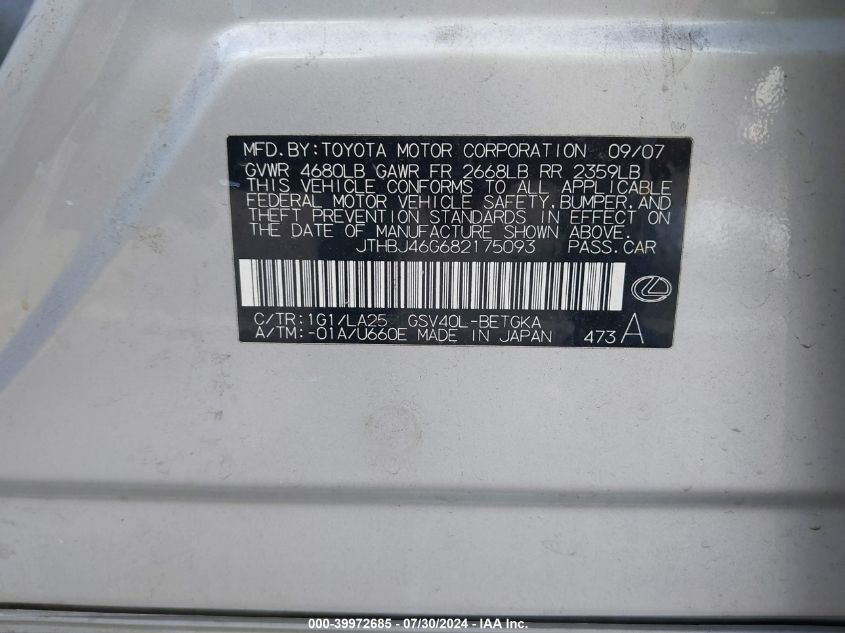 MFD.BY:TOYOTA MOTOR CORPORATION 09/07
GVWR 4680LB GAWR FR 2668LB RR 2359LB
THIS VEHICLE CONFORMS TO ALL APPLICABLE
FEDERAL MOTOR VEHICLE SAFETY,BUMPER,AND
THEFT PREVENTION STANDARDS IN EFFECT ON
THE DATE OF MANUFACTURE SHOWN ABOVE.
JTHBJ46G682175093 PASS.CAR
C/TR:1G1/LA25 GSV40L-BETGKA
A/TM:-01A/U660E MADE IN JAPAN 473A
000-39972685 - 07/30/2024 - IAA Inc.